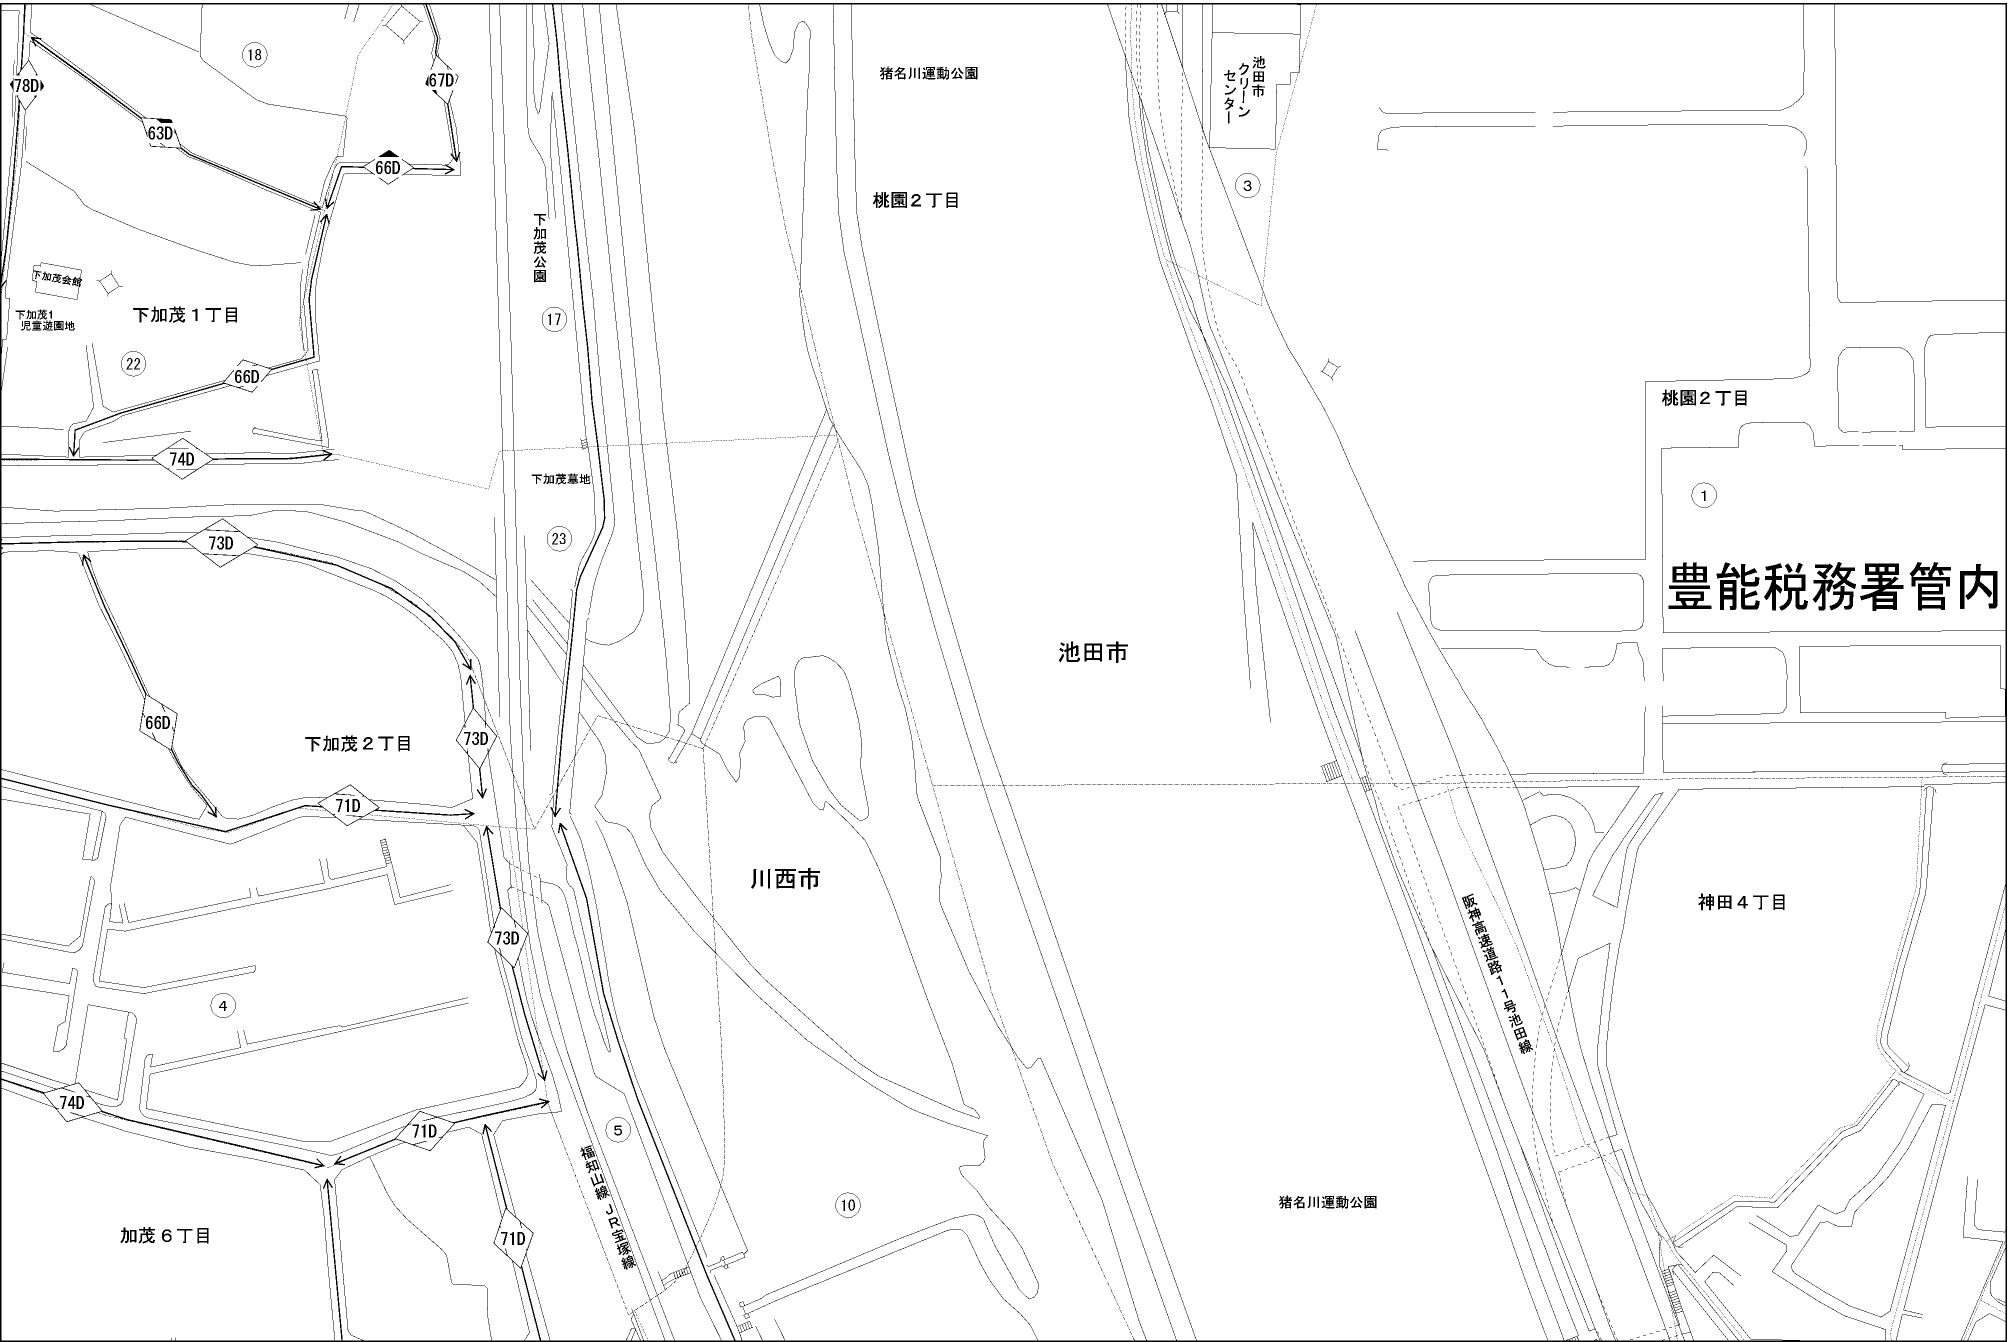 18
78D
67D
63D
66D
猪名川運動公園
池田市
クリーン
センター
3
桃園２丁目
下加茂公園
下加茂会館
下加茂1
児童遊園地
下加茂１丁目
17
22
66D
桃園２丁目
74D
下加茂墓地
1
23
73D
豊能税務署管内
池田市
66D
下加茂２丁目
73D
71D
川西市
神田４丁目
73D
阪神高速道路１１号池田線
4
74D
71D
5
福知山線 ＪＲ宝塚線
10
猪名川運動公園
加茂６丁目
71D